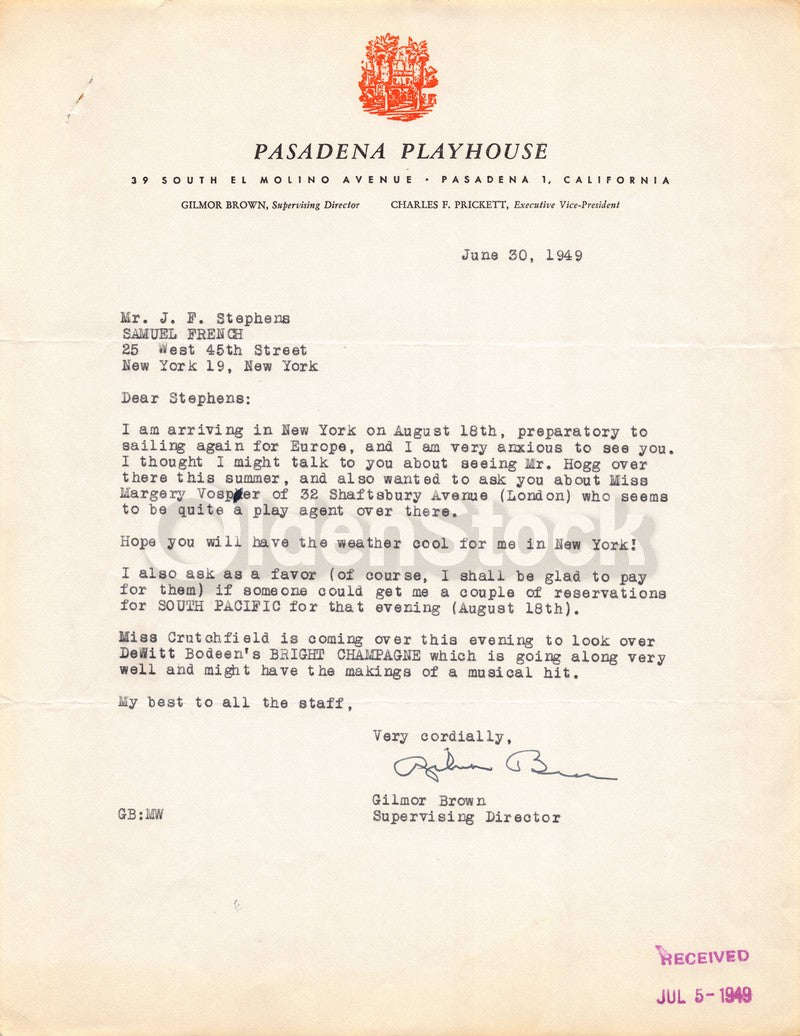 PASADENA PLAYHOUSE
39 SOUTH EL MOLINO AVENUE · PASADENA 1, CALIFORNIA
GILMOR BROWN, Supervising Director CHARLES F. PRICKETT, Executive Vice-President
June 30, 1949
Mr. J. F. Stephens
SAMUEL FRENCH
25 West 45th Street
New York 19, New York
Dear Stephens:
I am arriving in New York on August 18th, preparatory to
sailing again for Europe, and I am very anxious to see you.
I thought I might talk to you about seeing Mr. Hogg over
there this summer, and also wanted to ask you about Miss
Margery Vosper of 32 Shaftsbury Avenue (London) who seems
to be quite a play agent over there.
OldenStock
Hope you will have the weather cool for me in New York!
I also ask as a favor (of course, I shall be glad to pay
for them) if someone could get me a couple of reservations
for SOUTH PACIFIC for that evening (August 18th).
Miss Crutchfield is coming over this evening to look over
DeWitt Bodeen's BRIGHT CHAMPAGNE which is going along very
well and might have the makings of a musical hit.
My best to all the staff,
Very cordially,
Gilmor Brown
Gilmor Brown
GB:MW Supervising Director
RECEIVED
JUL 5-1949